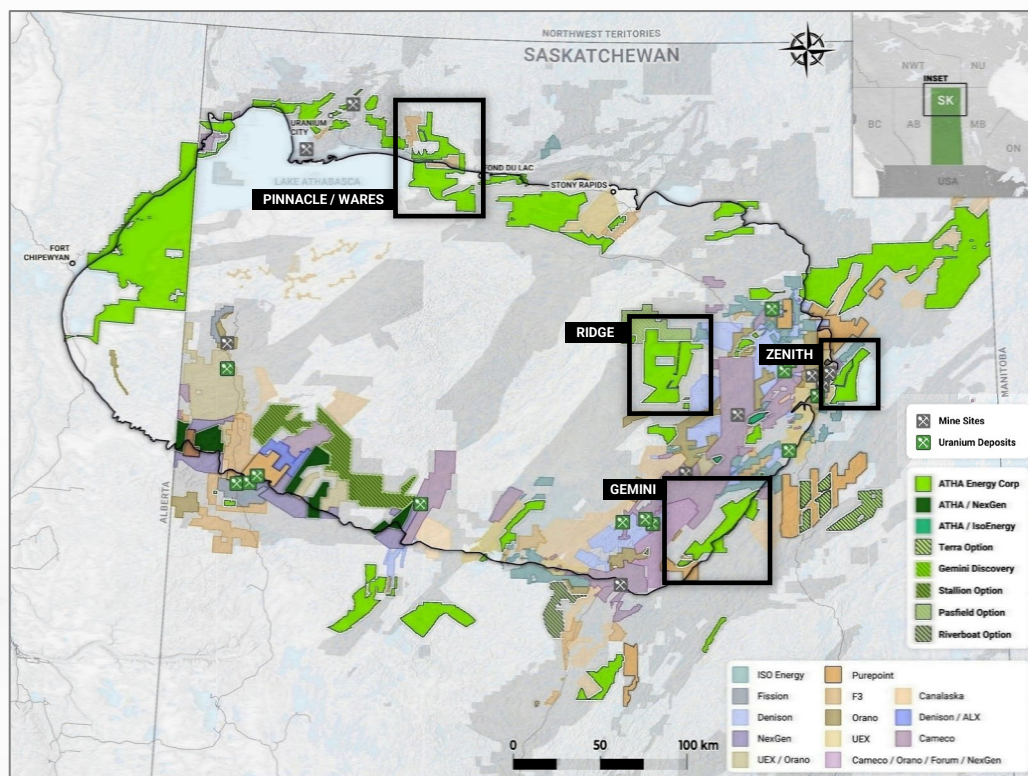 NORTHWEST TERITORIES
SASKATCHEWAN
INSET
NWT
NU
SK
BC
AB
MB
ON
USA
URANIUM
CITY
LAKE ATHABASCA
FOND DU LAC
STONY RAPIDS
PINNACLE / WARES
FORT
CHIPEWYAN
RIDGE
ZENITH
MANITOBA
ALBERTA
GEMINI
Mine Sites
Uranium Deposits
ATHA Energy Corp
ATHA / NexGen
ATHA / IsoEnergy
Terra Option
Gemini Discovery
Stallion Option
Pasfield Option
Riverboat Option
ISO Energy
Purepoint
Fission
F3
Canalaska
Denison
Orano
Denison / ALX
NexGen
UEX
Cameco
UEX / Orano
Cameco / Orano / Forum / NexGen
0 50 100 km